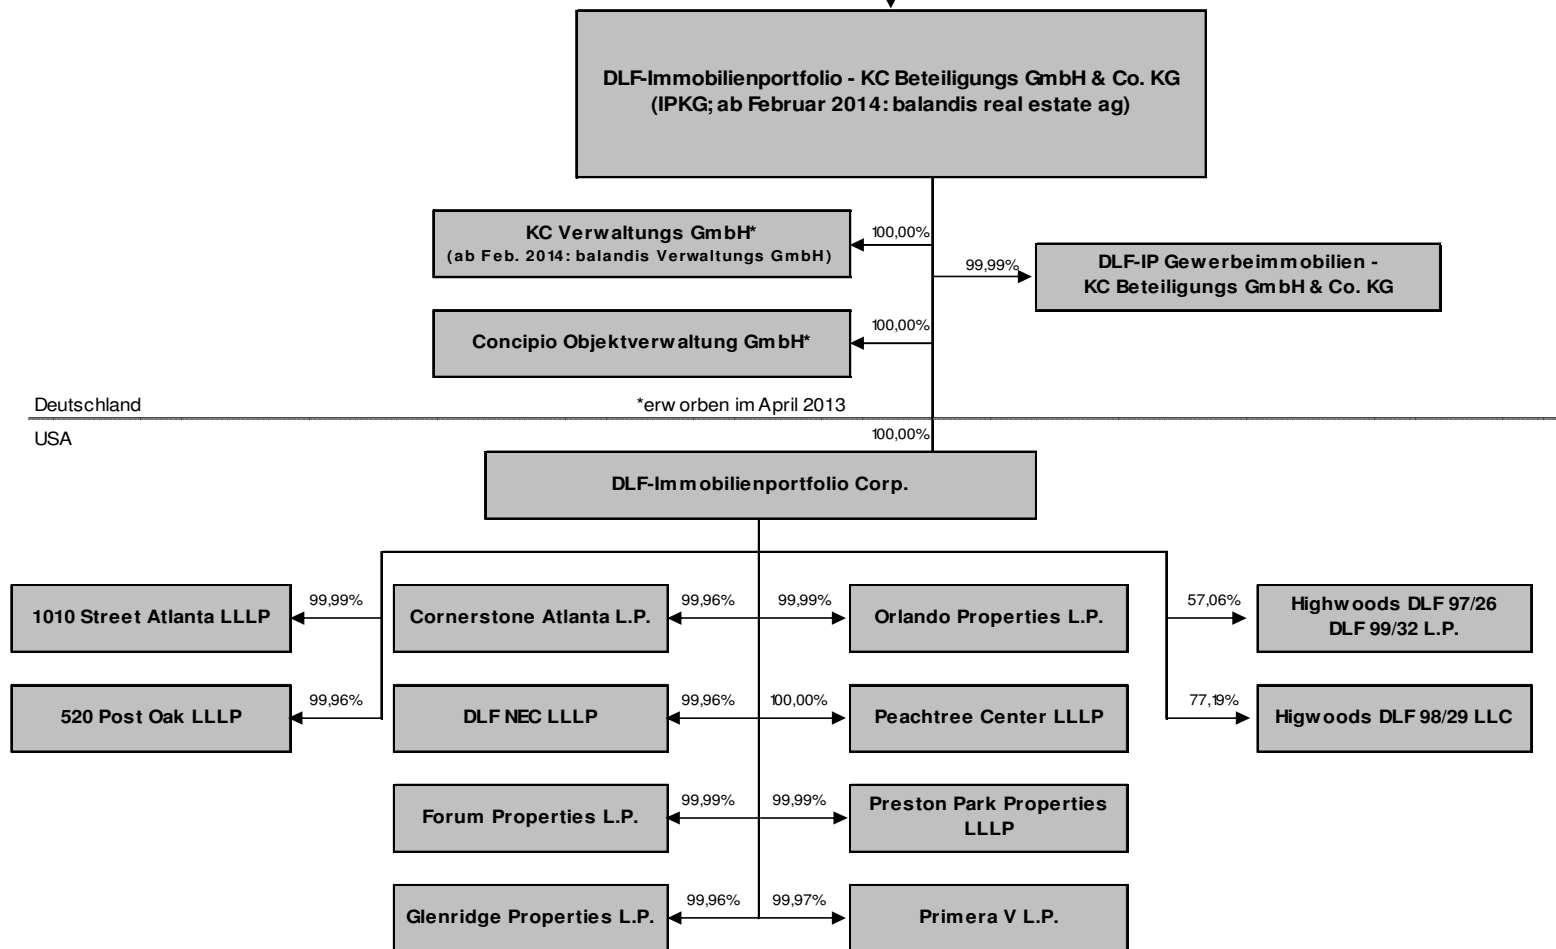 DLF-Immobilienportfolio - KC Beteiligungs GmbH & Co. KG
(IPKG; ab Februar 2014: balandis real estate ag)
KC Verwaltungs GmbH*
(ab Feb. 2014: balandis Verwaltungs GmbH)
100,00%
99,99%
DLF-IP Gewerbeimmobilien -
KC Beteiligungs GmbH & Co. KG
Concipio Objektverwaltung GmbH*
100,00%
Deutschland
*erworben im April 2013
USA
100,00%
DLF-Immobilienportfolio Corp.
1010 Street Atlanta LLLP
99,99%
Cornerstone Atlanta L.P.
99,96%
99,99%
Orlando Properties L.P.
57,06%
Highwoods DLF 97/26
DLF 99/32 L.P.
520 Post Oak LLLP
99,96%
DLF NEC LLLP
99,96%
100,00%
Peachtree Center LLLP
77,19%
Higwoods DLF 98/29 LLC
Forum Properties L.P.
99,99%
99,99%
Preston Park Properties
LLLP
Glenridge Properties L.P.
99,96%
99,97%
Primera V L.P.